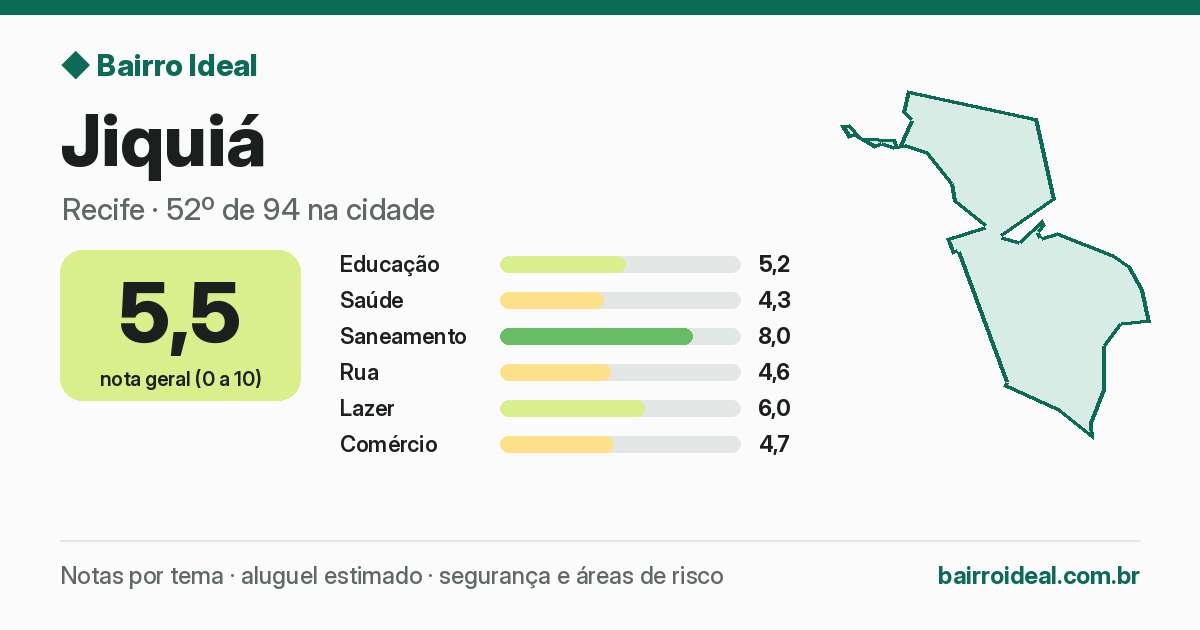 Bairro Ideal
Jiquiá
Recife · 52º de 94 na cidade
5,5
nota geral (0 a 10)
Educação 5,2
Saúde 4,3
Saneamento 8,0
Rua 4,6
Lazer 6,0
Comércio 4,7
Notas por tema · aluguel estimado · segurança e áreas de risco
bairroideal.com.br